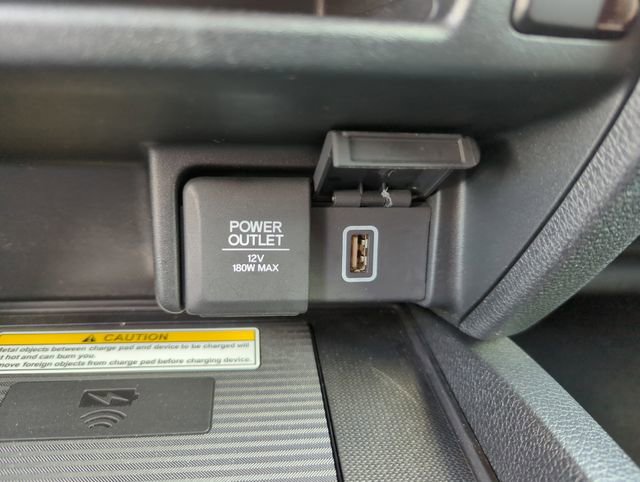 POWER
OUTLET
12V
180W MAX
CAUTION
etal objects between charge pad and device to be charged will
t hot and can burn you.
move foreign objects from charge pad before charging device.